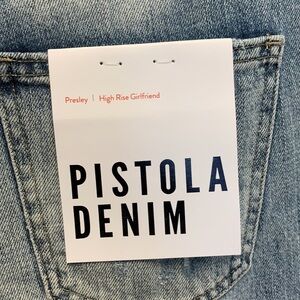 Presley | High Rise Girlfriend
PISTOLA
DENIM